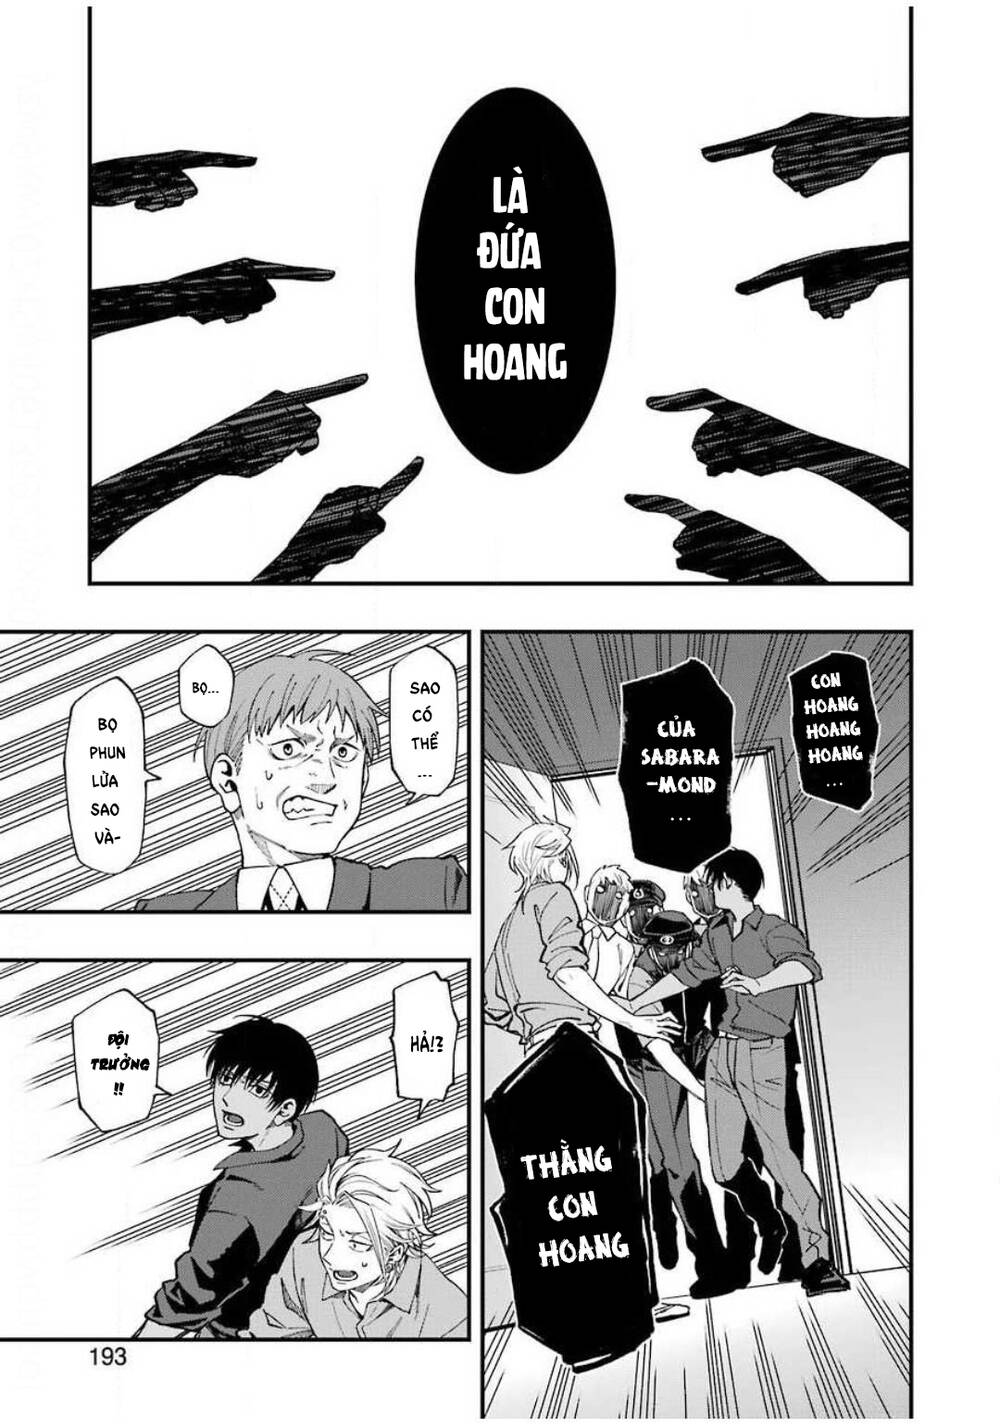 LÀ
ĐỨA
CON
HOANG
CON
HOANG
HOANG
HOANG
...
CỦA
SABARA
-MOND
...
THẰNG
CON
HOANG
SAO
CÓ
THỂ
...
BỌ...
BỌ
PHUN
LỬA
SAO
VÀ-
HẢ!?
ĐỘI
TRƯỞNG
!!
193